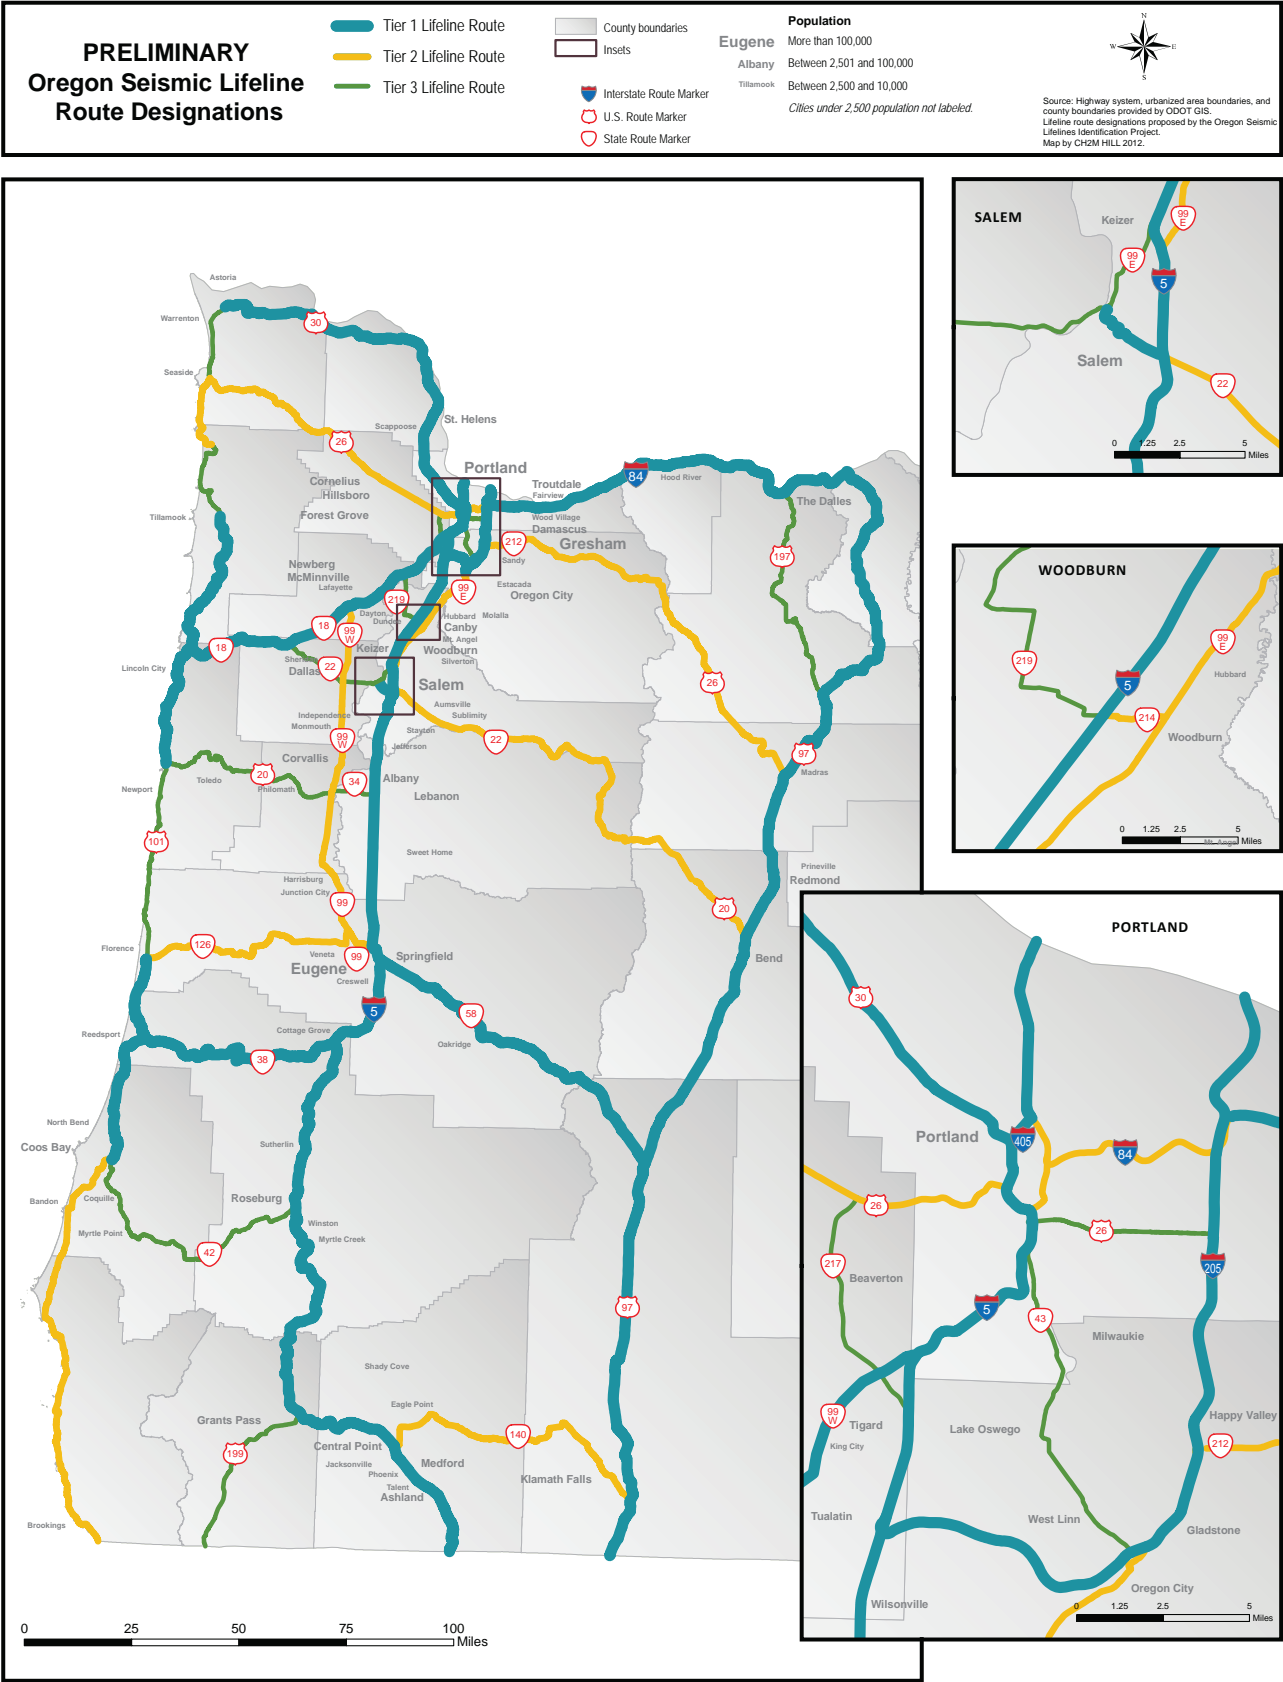 PRELIMINARY
Oregon Seismic Lifeline
Route Designations
Tier 1 Lifeline Route
Tier 2 Lifeline Route
Tier 3 Lifeline Route
County boundaries
Insets
Interstate Route Marker
U.S. Route Marker
State Route Marker
Population
Eugene More than 100,000
Albany Between 2,501 and 100,000
Tillamook Between 2,500 and 10,000
Cities under 2,500 population not labeled.
N
W E
S
Source: Highway system, urbanized area boundaries, and
county boundaries provided by ODOT GIS.
Lifeline route designations proposed by the Oregon Seismic
Lifelines Identification Project.
Map by CH2M HILL 2012.
Astoria
Warrenton
30
Seaside
Scappoose
St. Helens
26
Portland
84
Hood River
Cornelius
Hillsboro
Troutdale
Fairview
The Dalles
Forest Grove
Wood Village
Damascus
Tillamook
212
Gresham
197
Sandy
Newberg
McMinnville
Lafayette
Estacada
Oregon City
99
E
219
Dayton
Dundee
Hubbard
Molalla
Canby
18
99
W
Mt. Angel
Woodburn
Silverton
18
Keizer
Lincoln City
Dallas
22
Salem
26
Aumsville
Sublimity
Independence
Monmouth
Stayton
22
99
W
Jefferson
97
Corvallis
Madras
20
Toledo
Philomath
34
Albany
Newport
Lebanon
101
Sweet Home
Prineville
Redmond
Harrisburg
Junction City
99
20
Florence
126
Veneta
99
Springfield
Bend
Eugene
Creswell
5
58
Reedsport
Cottage Grove
Oakridge
38
North Bend
Coos Bay
Sutherlin
Bandon
Coquille
Roseburg
Winston
Myrtle Point
Myrtle Creek
42
97
Shady Cove
Eagle Point
Grants Pass
140
199
Central Point
Jacksonville
Medford
Phoenix
Talent
Ashland
Klamath Falls
Brookings
0 25 50 75 100
Miles
SALEM
Keizer
99
E
99
E
5
Salem
22
0 1.25 2.5 5
Miles
WOODBURN
99
E
219
Hubbard
5
214
Woodburn
0 1.25 2.5 5
Mt. Angel Miles
PORTLAND
30
Portland
405
84
26
26
217
Beaverton
205
5
43
Milwaukie
99
W
Tigard
King City
Lake Oswego
Happy Valley
212
Tualatin
West Linn
Gladstone
Wilsonville
Oregon City
0 1.25 2.5 5
Miles